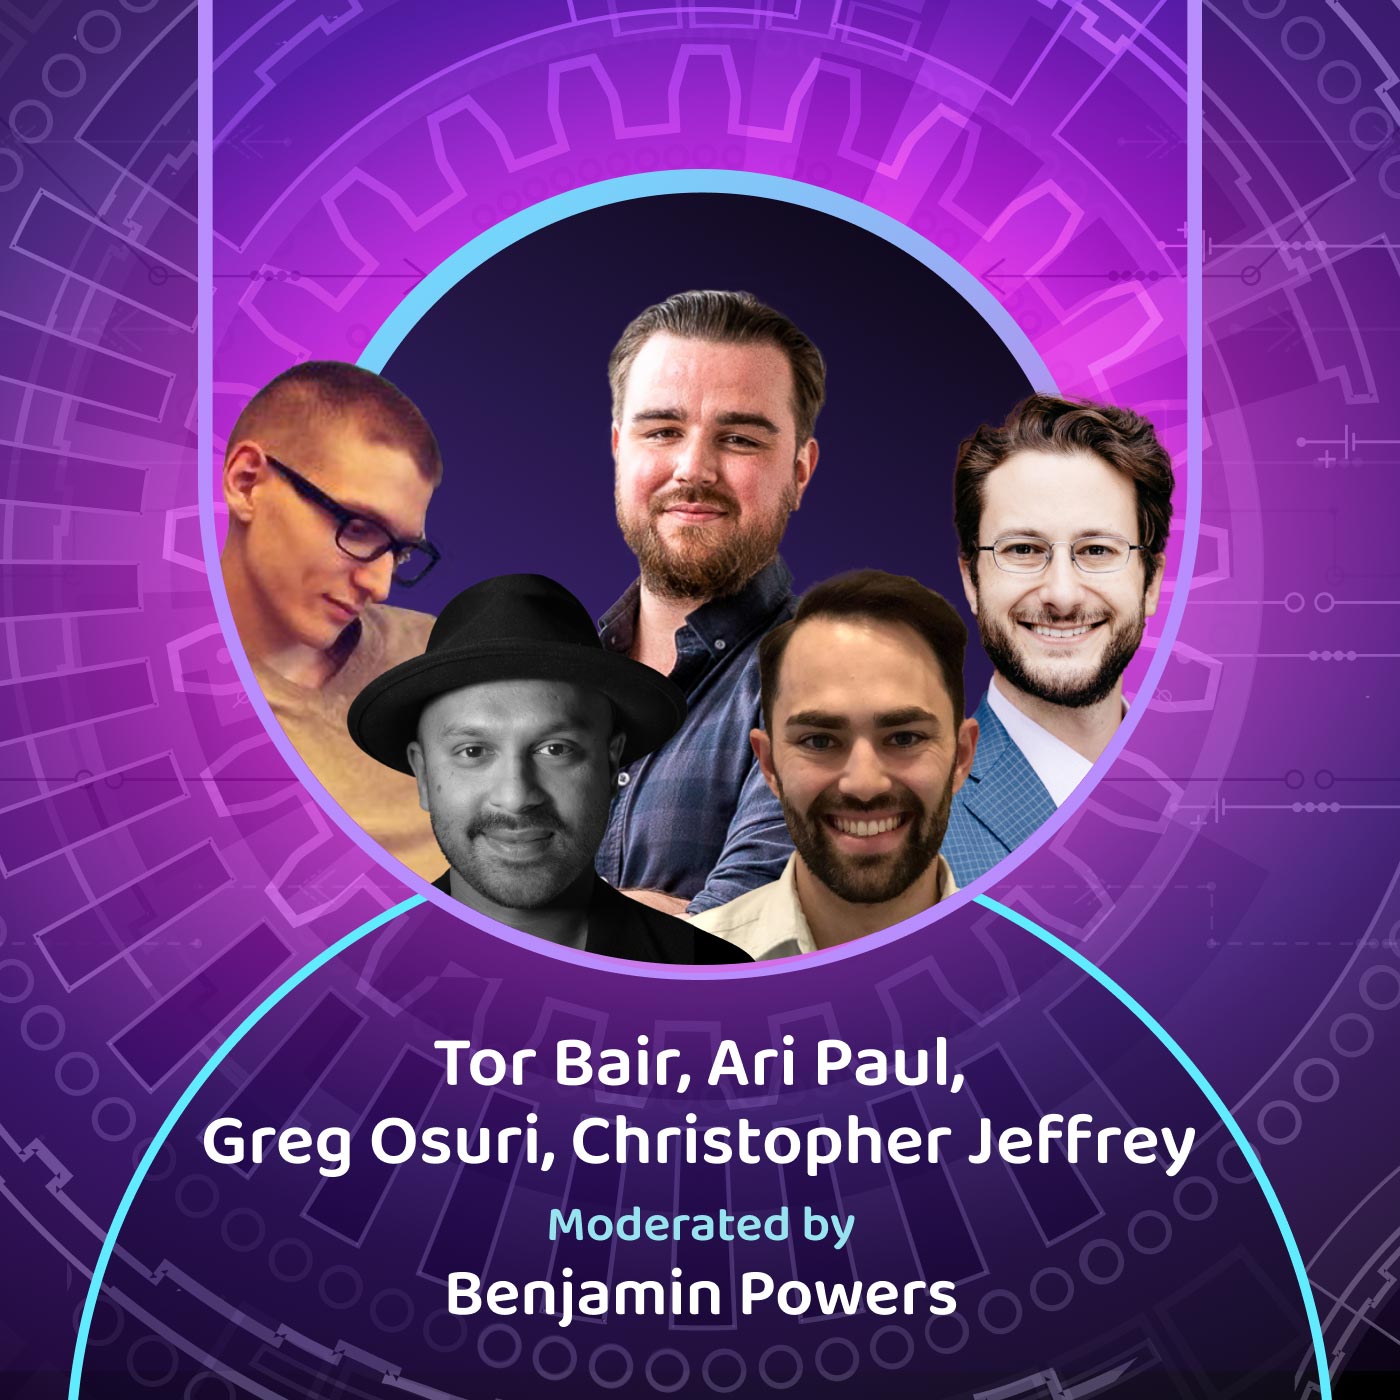 Tor Bair, Ari Paul,
Greg Osuri, Christopher Jeffrey
Moderated by
Benjamin Powers